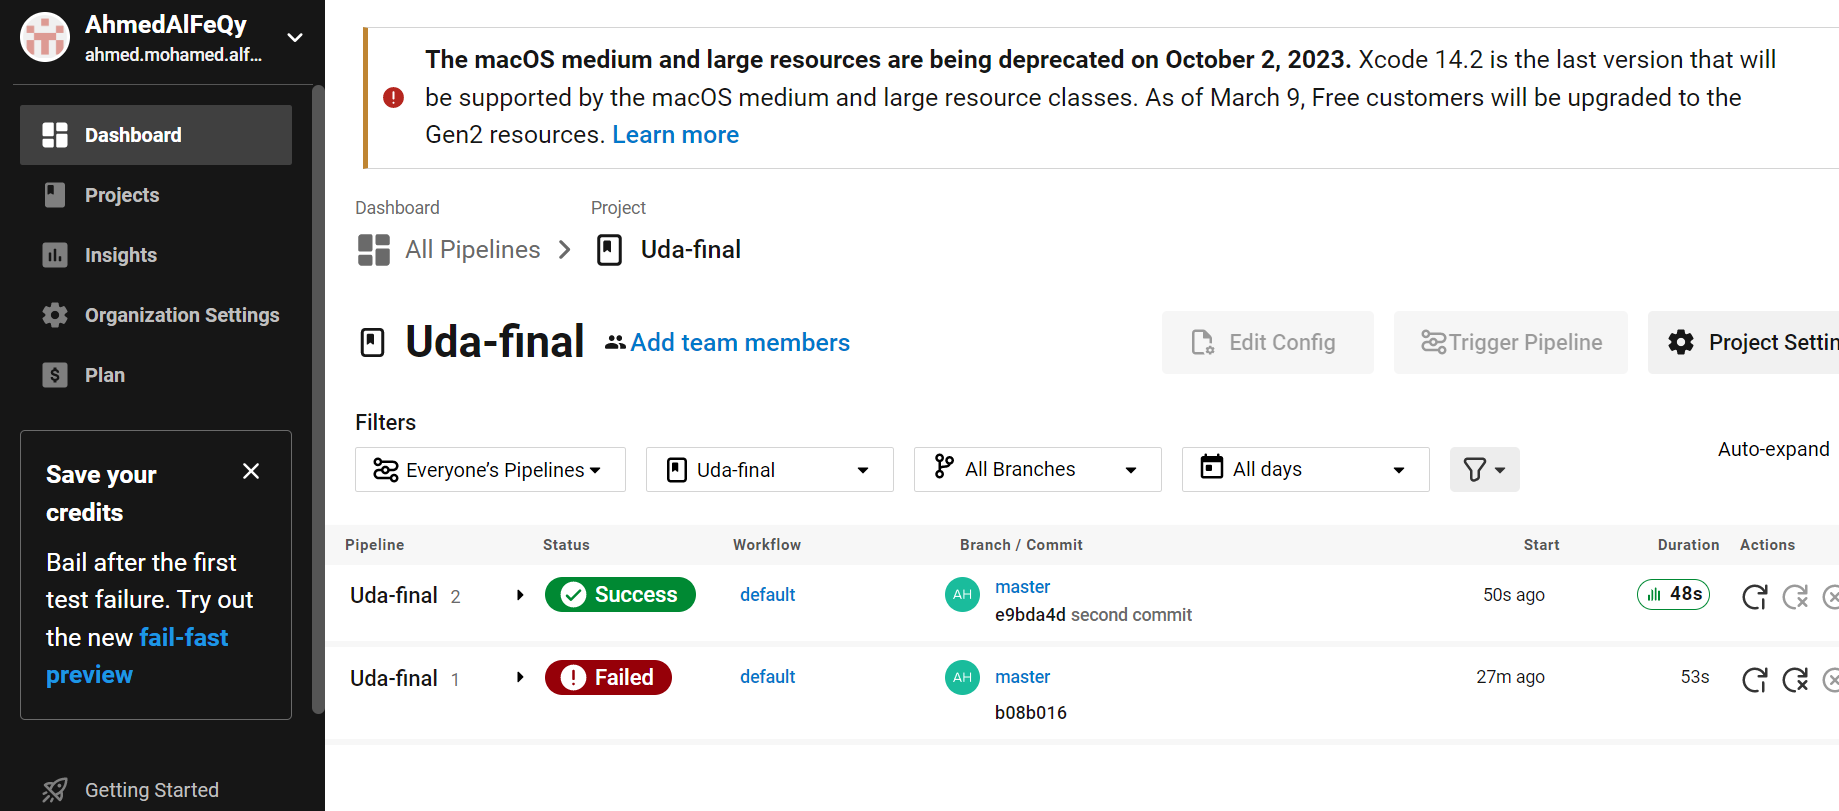 AhmedAlFeQy
ahmed.mohamed.alf...
Dashboard
Projects
Insights
Organization Settings
Plan
Save your
credits
Bail after the first
test failure. Try out
the new fail-fast
preview
Getting Started
The macOS medium and large resources are being deprecated on October 2, 2023. Xcode 14.2 is the last version that will
be supported by the macOS medium and large resource classes. As of March 9, Free customers will be upgraded to the
Gen2 resources. Learn more
Dashboard Project
All Pipelines Uda-final
Uda-final Add team members Edit Config Trigger Pipeline Project Settin
Filters
Auto-expand
Everyone's Pipelines Uda-final All Branches All days
Pipeline Status Workflow Branch / Commit Start Duration Actions
Uda-final 2 Success default AH master 50s ago 48s
e9bda4d second commit
Uda-final 1 Failed default AH master 27m ago 53s
b08b016